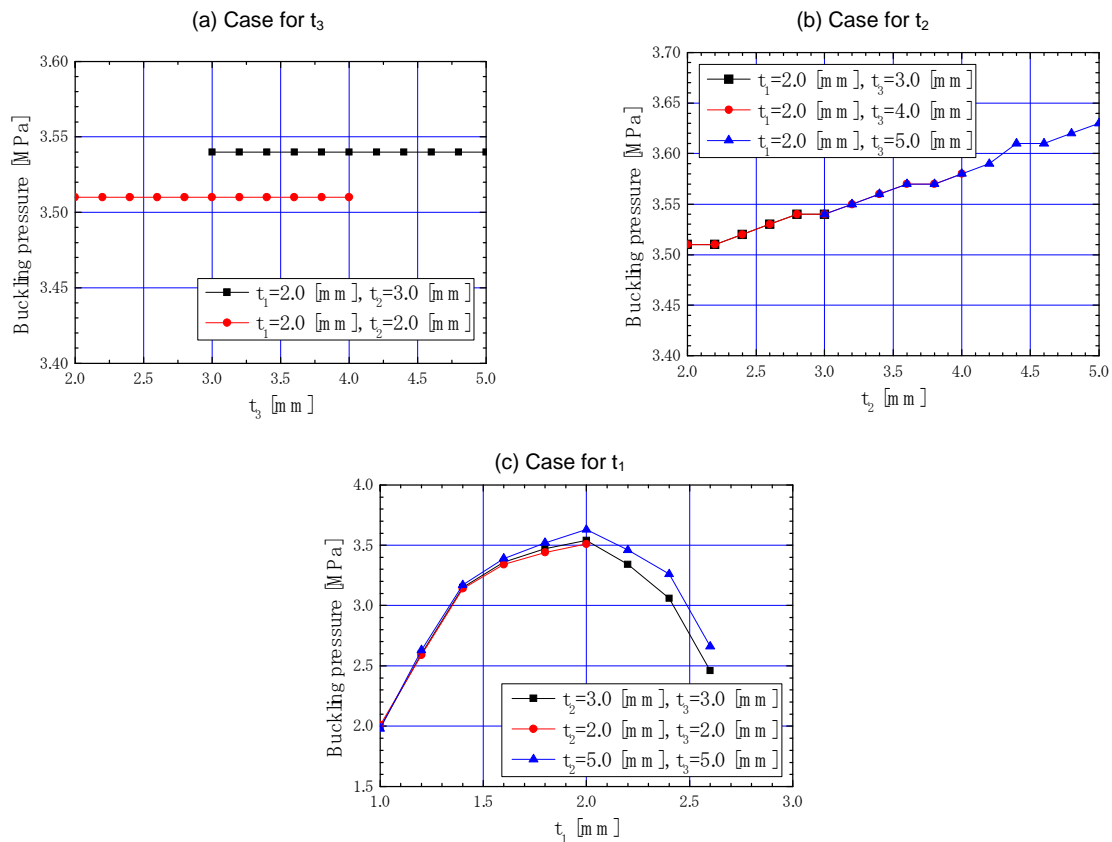 (a) Case for t₃
3.60
3.55
3.50
3.45
3.40
Buckling pressure [MPa]
t₁=2.0 [mm], t₂=3.0 [mm]
t₁=2.0 [mm], t₂=2.0 [mm]
2.0 2.5 3.0 3.5 4.0 4.5 5.0
t₃ [mm]
(b) Case for t₂
3.70
3.65
3.60
3.55
3.50
3.45
3.40
Buckling pressure [MPa]
t₁=2.0 [mm], t₃=3.0 [mm]
t₁=2.0 [mm], t₃=4.0 [mm]
t₁=2.0 [mm], t₃=5.0 [mm]
2.0 2.5 3.0 3.5 4.0 4.5 5.0
t₂ [mm]
(c) Case for t₁
4.0
3.5
3.0
2.5
2.0
1.5
Buckling pressure [MPa]
t₂=3.0 [mm], t₃=3.0 [mm]
t₂=2.0 [mm], t₃=2.0 [mm]
t₂=5.0 [mm], t₃=5.0 [mm]
1.0 1.5 2.0 2.5 3.0
t₁ [mm]